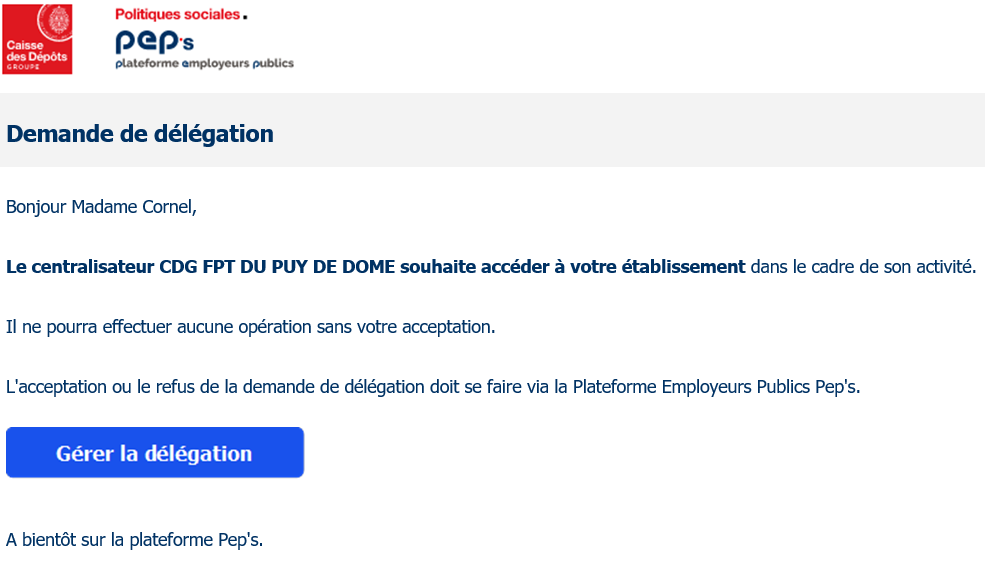 Caisse
des Dépôts
GROUPE
Politiques sociales.
pep's
plateforme employeurs publics
Demande de délégation
Bonjour Madame Cornel,
Le centralisateur CDG FPT DU PUY DE DOME souhaite accéder à votre établissement dans le cadre de son activité.
Il ne pourra effectuer aucune opération sans votre acceptation.
L'acceptation ou le refus de la demande de délégation doit se faire via la Plateforme Employeurs Publics Pep's.
Gérer la délégation
A bientôt sur la plateforme Pep's.